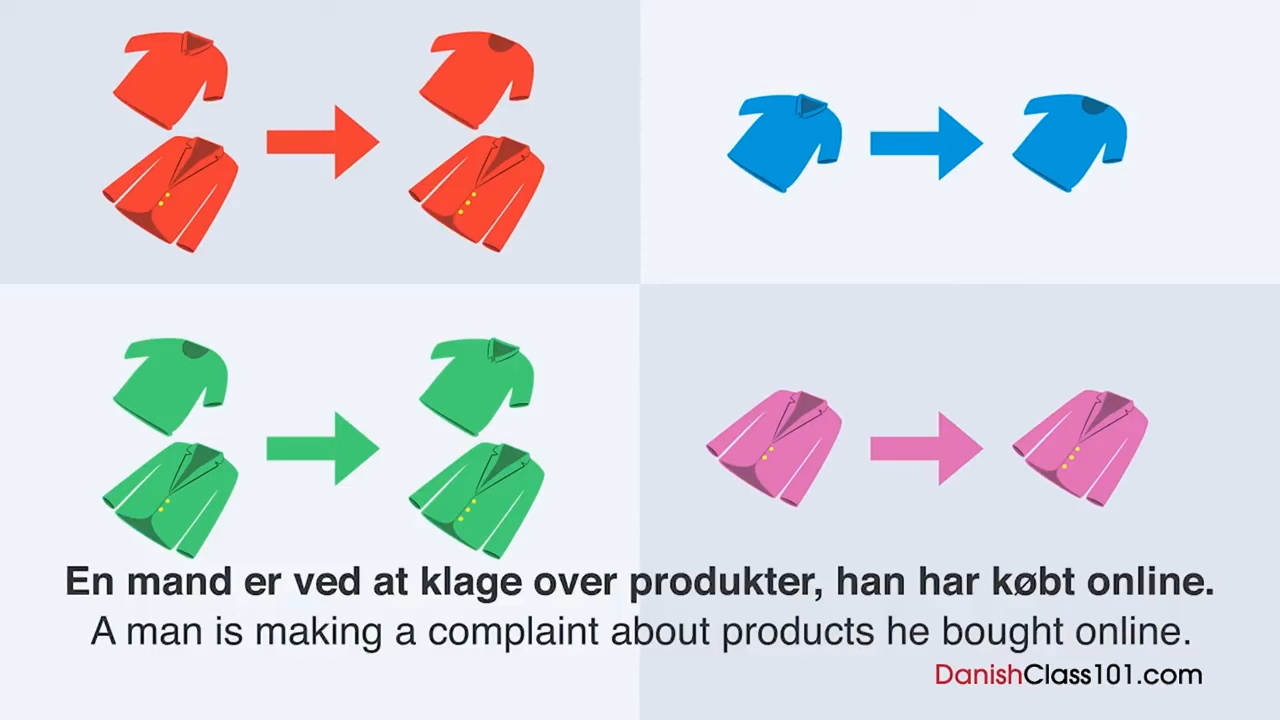 En mand er ved at klage over produkter, han har købt online.
A man is making a complaint about products he bought online.
DanishClass101.com